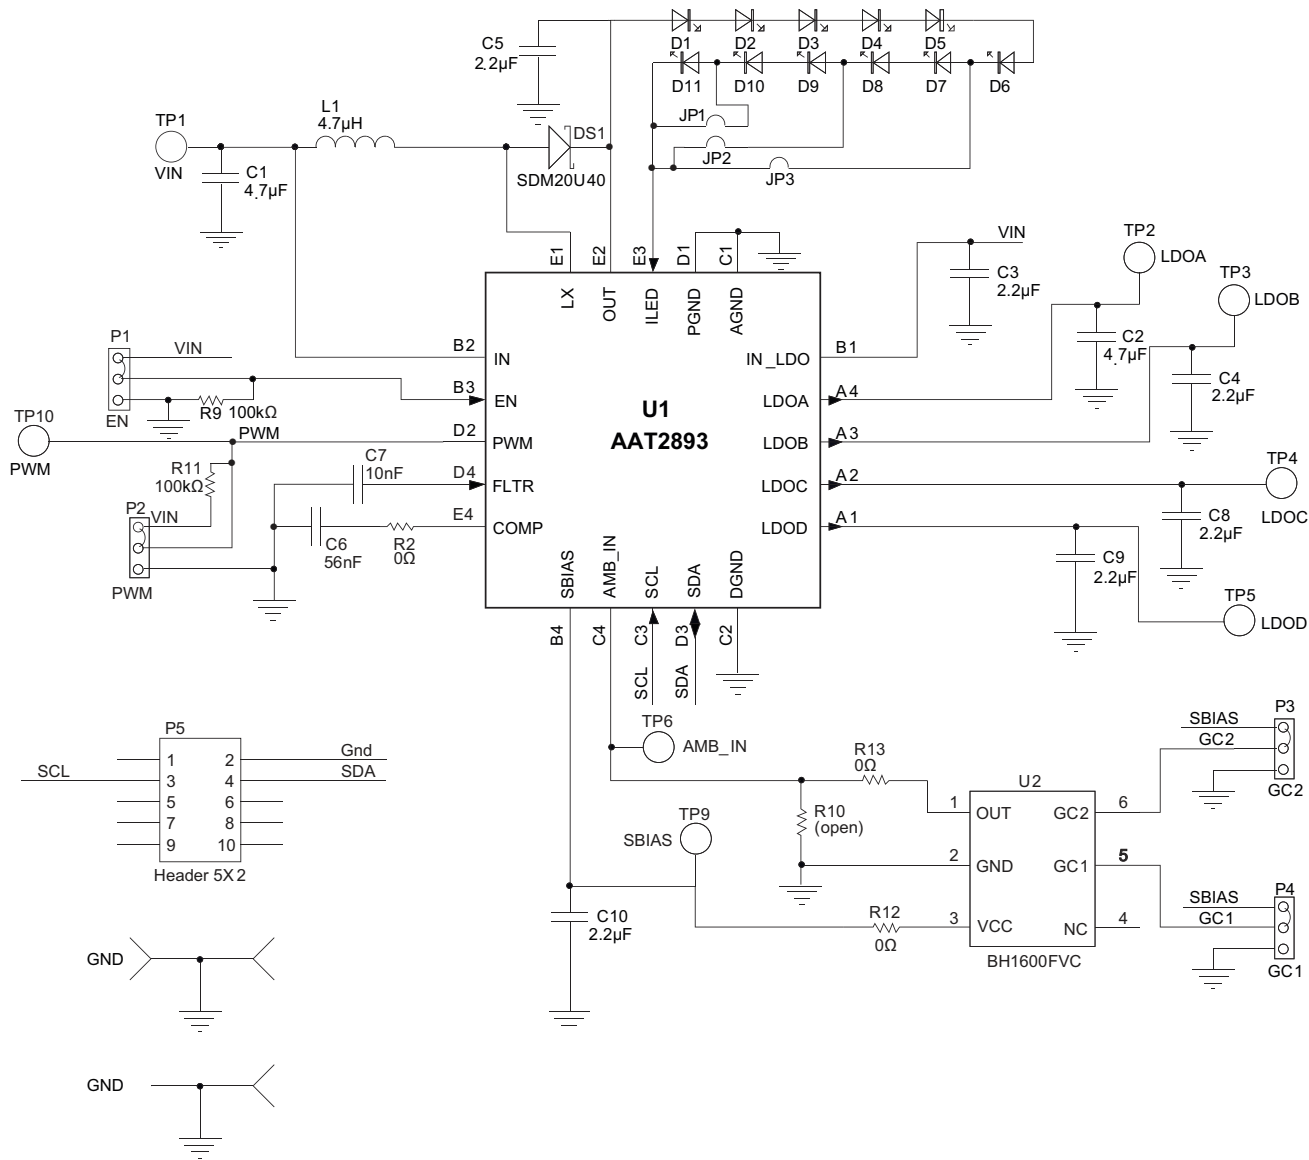 C5
2.2µF
D1 D2 D3 D4 D5
D11 D10 D9 D8 D7 D6
JP1
JP2
JP3
TP1
VIN
L1
4.7µH
C1
4.7µF
DS1
SDM20U40
E1 E2 E3 D1 C1
LX OUT ILED PGND AGND
VIN
C3
2.2µF
TP2
LDOA
TP3
LDOB
C2
4.7µF
C4
2.2µF
P1
VIN
EN
R9 100kΩ
TP10
PWM
PWM
R11
100kΩ
P2
VIN
PWM
C7
10nF
C6
56nF
R2
0Ω
B2 IN
B3 EN
D2 PWM
D4 FLTR
E4 COMP
U1
AAT2893
IN_LDO B1
LDOA A4
LDOB A3
LDOC A2
LDOD A1
TP4
LDOC
C8
2.2µF
C9
2.2µF
TP5
LDOD
SBIAS AMB_IN SCL SDA DGND
B4 C4 C3 D3 C2
SCL SDA
TP6
AMB_IN
P5
1 2 Gnd
SCL 3 4 SDA
5 6
7 8
9 10
Header 5X2
TP9
SBIAS
C10
2.2µF
R13
0Ω
R10
(open)
R12
0Ω
U2
1 OUT GC2 6
2 GND GC1 5
3 VCC NC 4
BH1600FVC
P3
SBIAS
GC2
GC2
P4
SBIAS
GC1
GC1
GND
GND